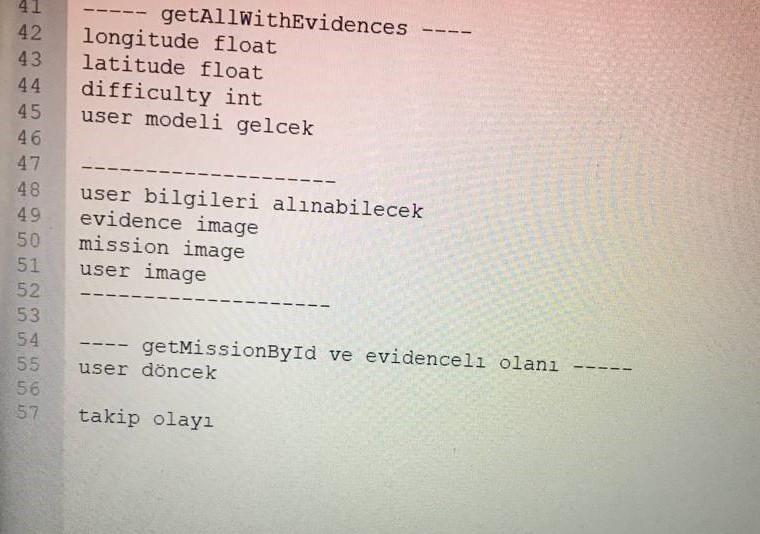 41 ----- getAllWithEvidences ----
42 longitude float
43 latitude float
44 difficulty int
45 user modeli gelcek
46
47 --------------------
48 user bilgileri alınabilecek
49 evidence image
50 mission image
51 user image
52 --------------------
53
54 ---- getMissionById ve evidencelı olanı -----
55 user döncek
56
57 takip olayı